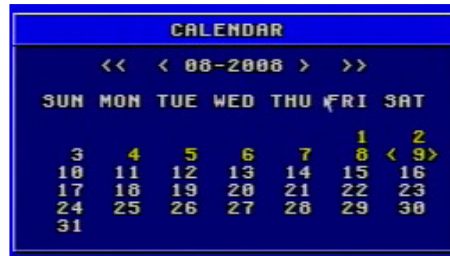 CALENDAR
<< < 08-2008 > >>
SUN MON TUE WED THU FRI SAT
1 2
3 4 5 6 7 8 < 9>
10 11 12 13 14 15 16
17 18 19 20 21 22 23
24 25 26 27 28 29 30
31